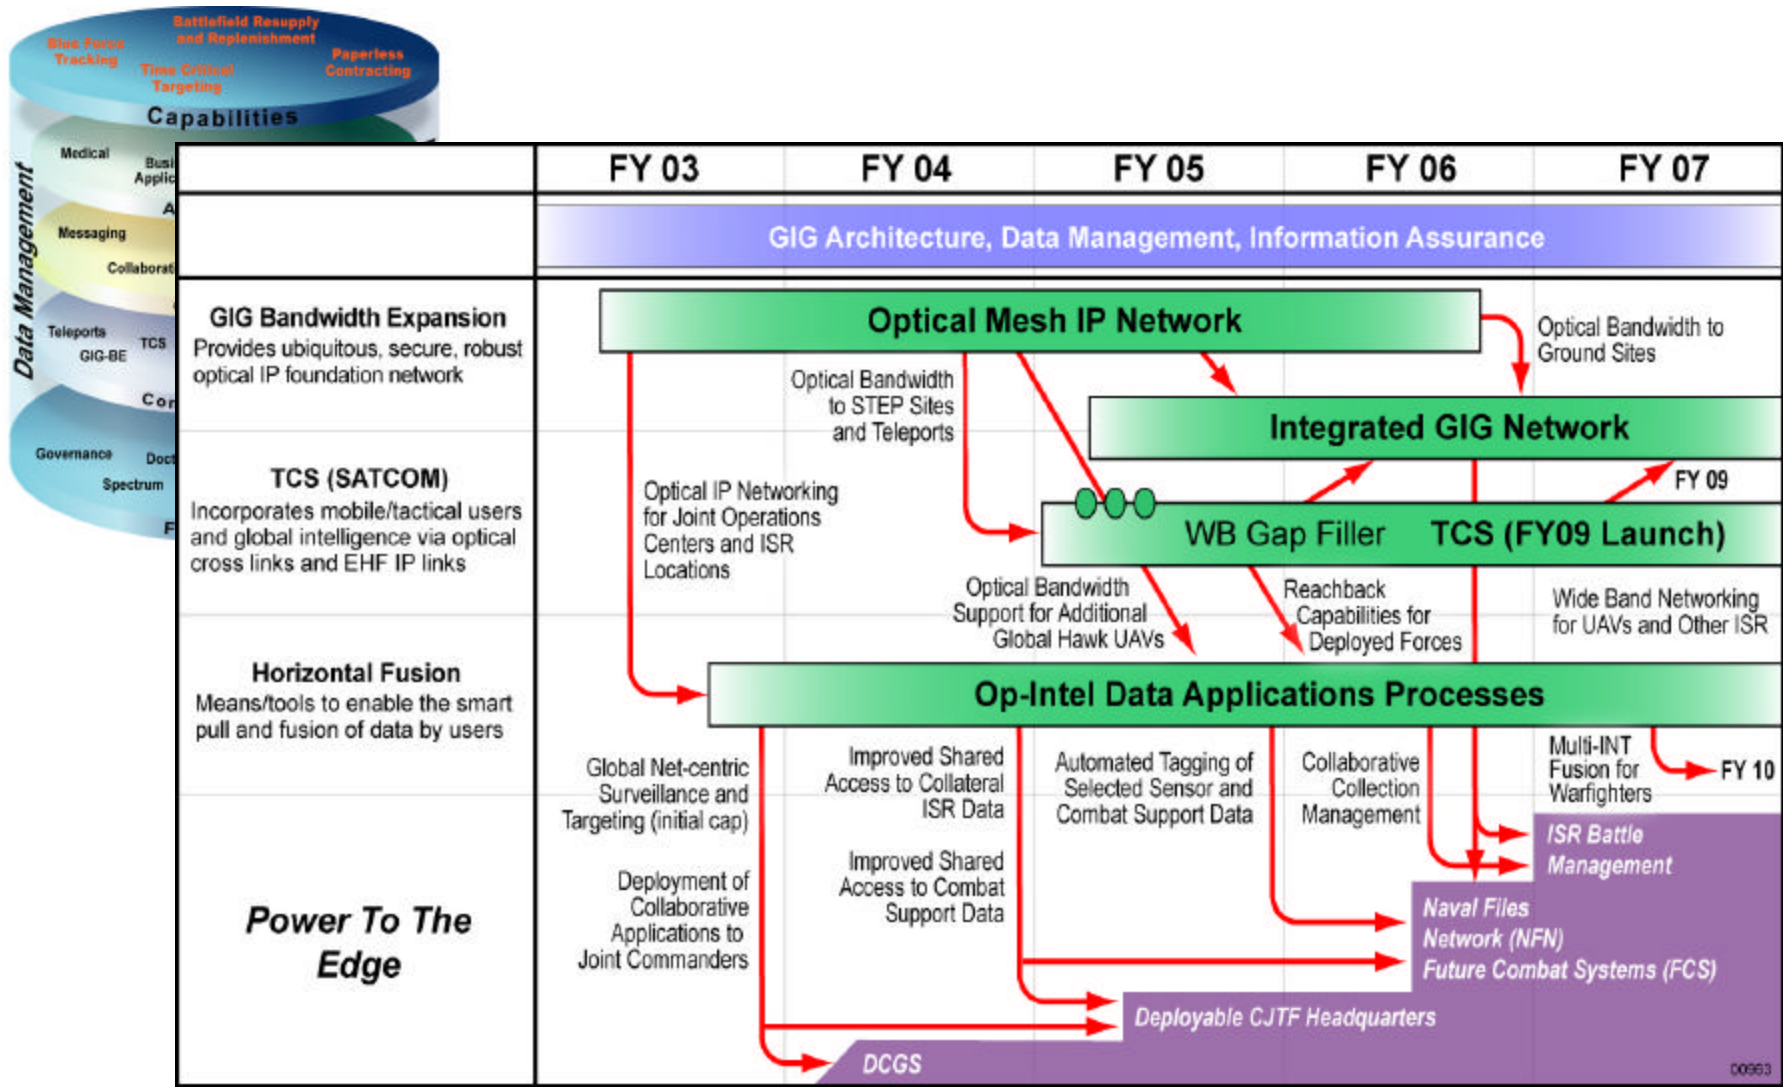 Battlefield Resupply
and Replenishment
Blue Force
Tracking
Paperless
Contracting
Time Critical
Targeting
Capabilities
Data Management
Medical
Messaging
Teleports
TCS
GIG-BE
Governance
Spectrum
FY 03
FY 04
FY 05
FY 06
FY 07
GIG Architecture, Data Management, Information Assurance
GIG Bandwidth Expansion
Provides ubiquitous, secure, robust
optical IP foundation network
Optical Mesh IP Network
Optical Bandwidth to
Ground Sites
Optical Bandwidth
to STEP Sites
and Teleports
Integrated GIG Network
TCS (SATCOM)
Incorporates mobile/tactical users
and global intelligence via optical
cross links and EHF IP links
Optical IP Networking
for Joint Operations
Centers and ISR
Locations
FY 09
WB Gap Filler
TCS (FY09 Launch)
Optical Bandwidth
Support for Additional
Global Hawk UAVs
Reachback
Capabilities for
Deployed Forces
Wide Band Networking
for UAVs and Other ISR
Horizontal Fusion
Means/tools to enable the smart
pull and fusion of data by users
Op-Intel Data Applications Processes
Global Net-centric
Surveillance and
Targeting (initial cap)
Improved Shared
Access to Collateral
ISR Data
Automated Tagging of
Selected Sensor and
Combat Support Data
Collaborative
Collection
Management
Multi-INT
Fusion for
Warfighters
FY 10
Power To The
Edge
Deployment of
Collaborative
Applications to
Joint Commanders
Improved Shared
Access to Combat
Support Data
ISR Battle
Management
Naval Files
Network (NFN)
Future Combat Systems (FCS)
Deployable CJTF Headquarters
DCGS
00993